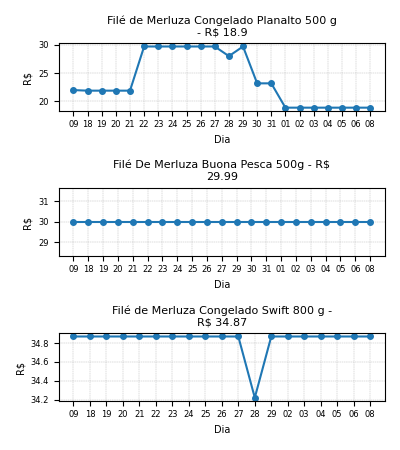 Filé de Merluza Congelado Planalto 500 g
- R$ 18.9
30
25
20
R$
09 18 19 20 21 22 23 24 25 26 27 28 29 30 31 01 02 03 04 05 06 08
Dia
Filé De Merluza Buona Pesca 500g - R$
29.99
31
30
29
R$
09 18 19 20 21 22 23 24 25 26 27 28 29 30 31 01 02 03 04 05 06 08
Dia
Filé de Merluza Congelado Swift 800 g -
R$ 34.87
34.8
34.6
34.4
34.2
R$
09 18 19 20 21 22 23 24 25 26 27 28 29 02 03 04 05 06 08
Dia